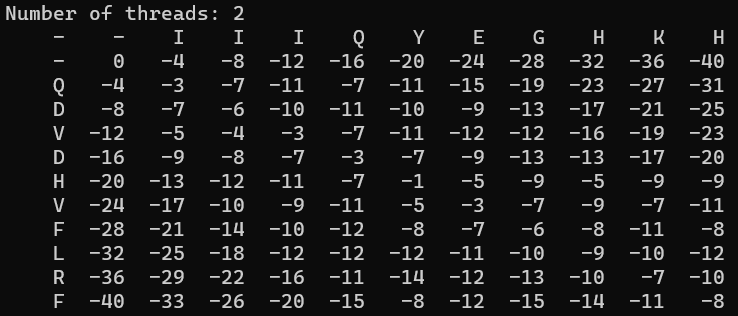 Number of threads: 2
- - I I I Q Y E G H K H
- 0 -4 -8 -12 -16 -20 -24 -28 -32 -36 -40
Q -4 -3 -7 -11 -7 -11 -15 -19 -23 -27 -31
D -8 -7 -6 -10 -11 -10 -9 -13 -17 -21 -25
V -12 -5 -4 -3 -7 -11 -12 -12 -16 -19 -23
D -16 -9 -8 -7 -3 -7 -9 -13 -13 -17 -20
H -20 -13 -12 -11 -7 -1 -5 -9 -5 -9 -9
V -24 -17 -10 -9 -11 -5 -3 -7 -9 -7 -11
F -28 -21 -14 -10 -12 -8 -7 -6 -8 -11 -8
L -32 -25 -18 -12 -12 -12 -11 -10 -9 -10 -12
R -36 -29 -22 -16 -11 -14 -12 -13 -10 -7 -10
F -40 -33 -26 -20 -15 -8 -12 -15 -14 -11 -8